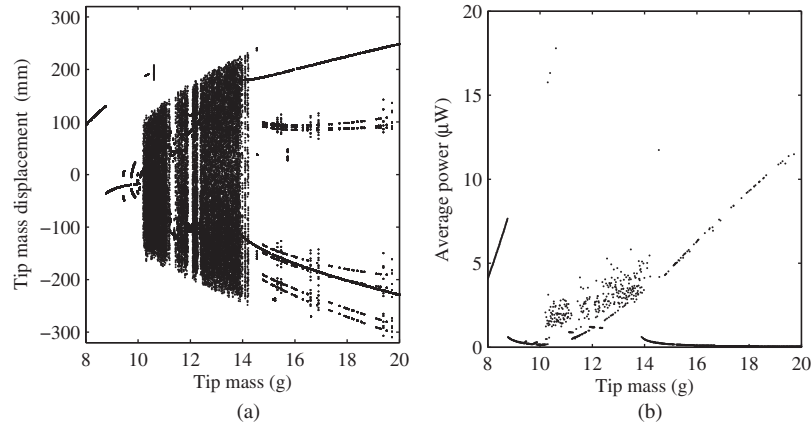 300
200
100
0
−100
−200
−300
Tip mass displacement (mm)
8 10 12 14 16 18 20
Tip mass (g)
(a)
20
15
10
5
0
Average power (µW)
8 10 12 14 16 18 20
Tip mass (g)
(b)